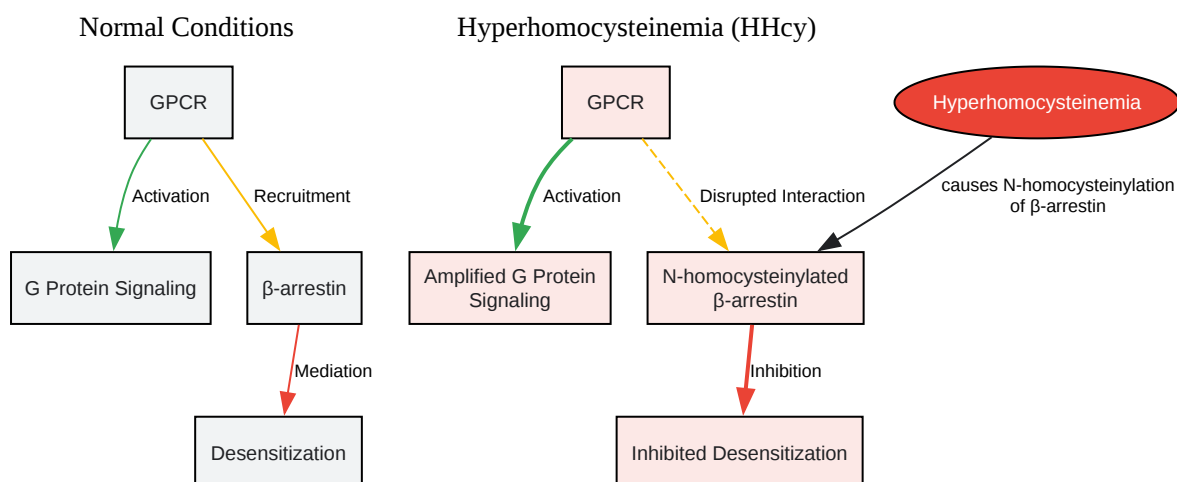 Normal Conditions
Hyperhomocysteinemia (HHcy)
GPCR
GPCR
Hyperhomocysteinemia
Activation
Recruitment
Activation
Disrupted Interaction
causes N-homocysteinylation
of β-arrestin
G Protein Signaling
β-arrestin
Amplified G Protein
Signaling
N-homocysteinylated
β-arrestin
Mediation
Inhibition
Desensitization
Inhibited Desensitization